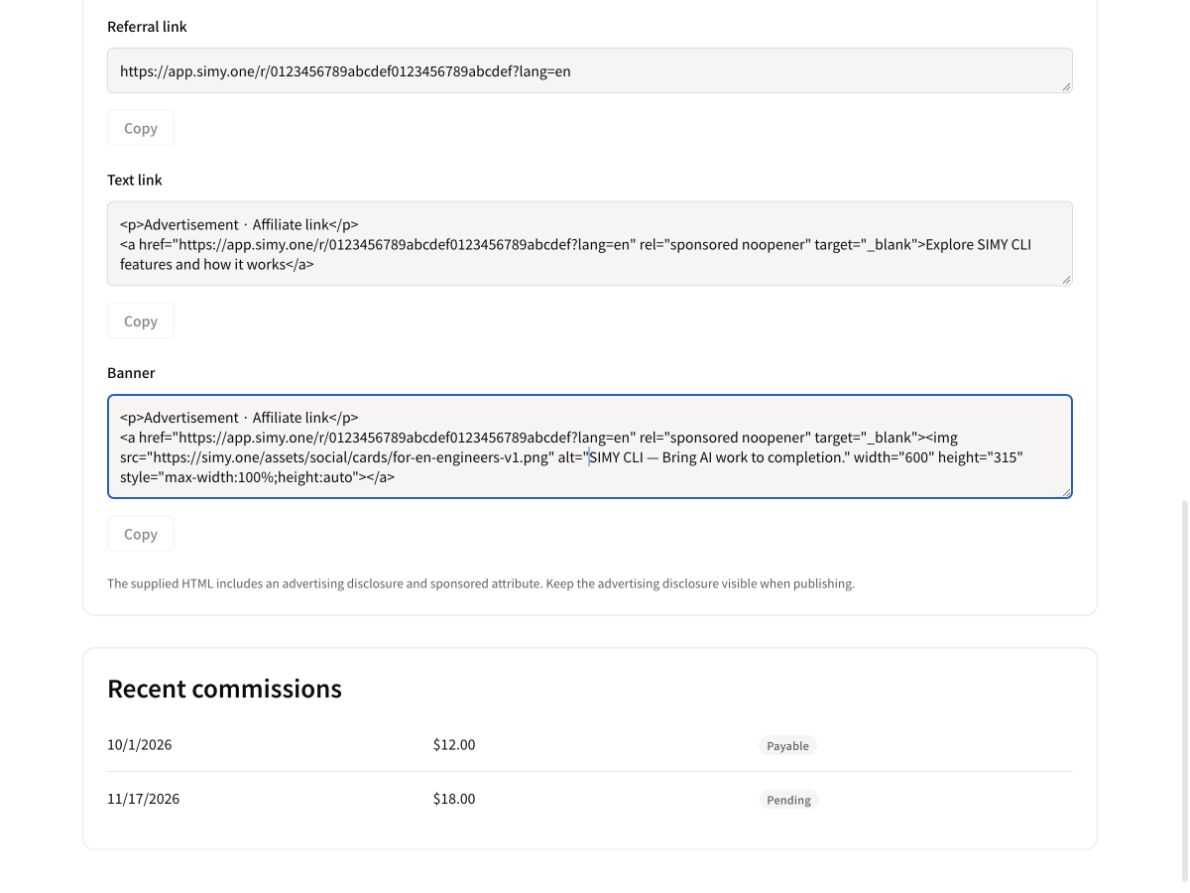 Referral link
https://app.simy.one/r/0123456789abcdef0123456789abcdef?lang=en
Copy
Text link
<p>Advertisement · Affiliate link</p>
<a href="https://app.simy.one/r/0123456789abcdef0123456789abcdef?lang=en" rel="sponsored noopener" target="_blank">Explore SIMY CLI
features and how it works</a>
Copy
Banner
<p>Advertisement · Affiliate link</p>
<a href="https://app.simy.one/r/0123456789abcdef0123456789abcdef?lang=en" rel="sponsored noopener" target="_blank"><img
src="https://simy.one/assets/social/cards/for-en-engineers-v1.png" alt="SIMY CLI — Bring AI work to completion." width="600" height="315"
style="max-width:100%;height:auto"></a>
Copy
The supplied HTML includes an advertising disclosure and sponsored attribute. Keep the advertising disclosure visible when publishing.
Recent commissions
10/1/2026 $12.00 Payable
11/17/2026 $18.00 Pending